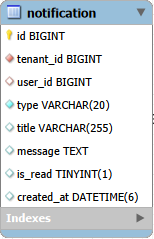 notification
id BIGINT
tenant_id BIGINT
user_id BIGINT
type VARCHAR(20)
title VARCHAR(255)
message TEXT
is_read TINYINT(1)
created_at DATETIME(6)
Indexes